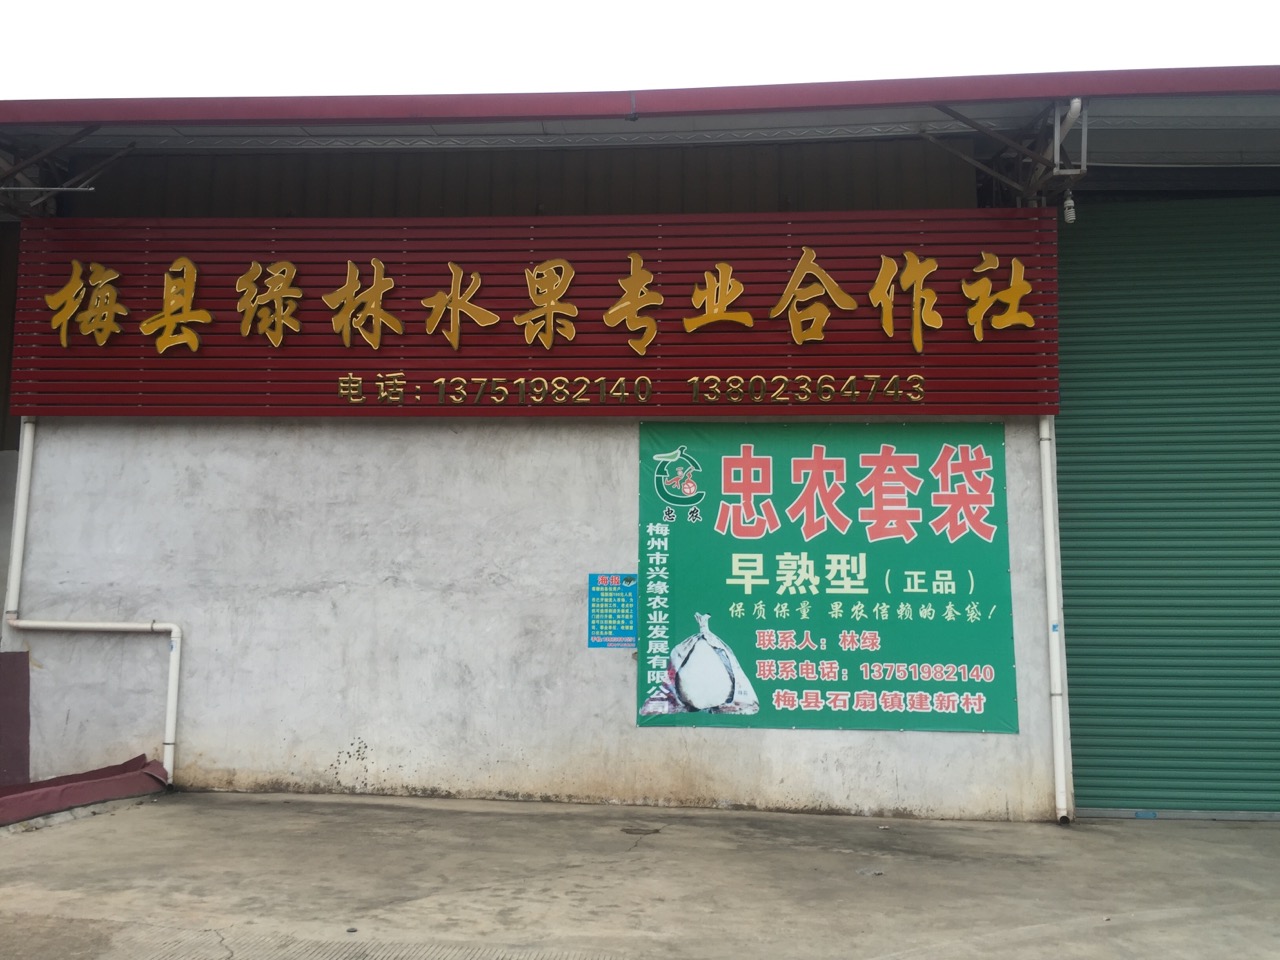 梅县绿林水果专业合作社
电话:13751982140 13802364743
忠农
忠农套袋
早熟型(正品)
保质保量 果农信赖的套袋!
联系人:林绿
联系电话:13751982140
梅县石扇镇建新村
梅州市兴缘农业发展有限公司
海报